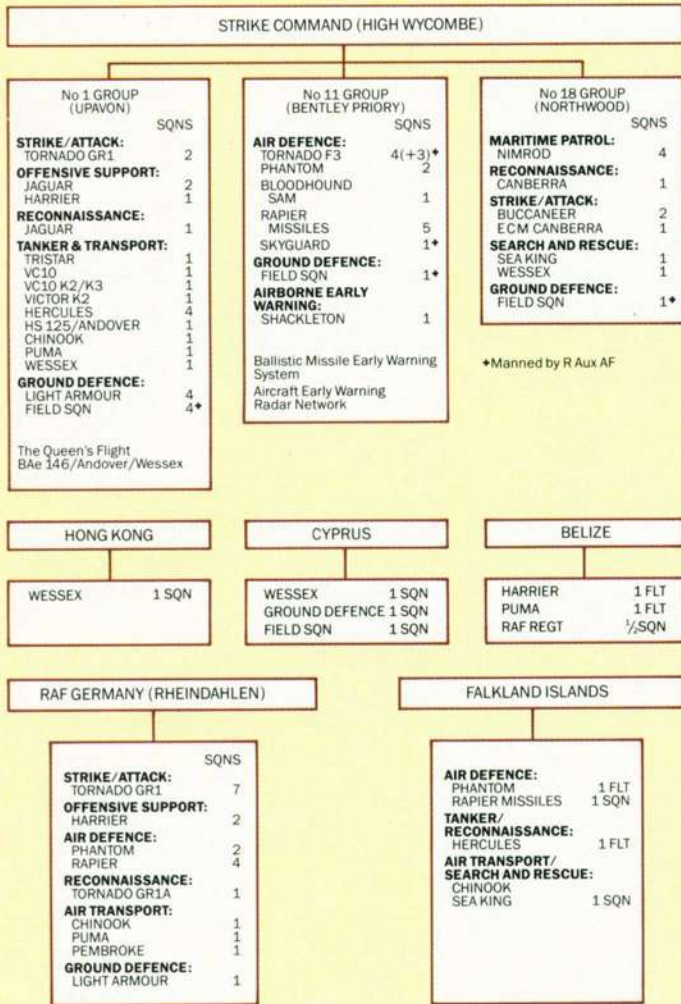 STRIKE COMMAND (HIGH WYCOMBE)
No 1 GROUP
(UPAVON)
SQNS
STRIKE/ATTACK:
TORNADO GR1 2
OFFENSIVE SUPPORT:
JAGUAR 2
HARRIER 1
RECONNAISSANCE:
JAGUAR 1
TANKER & TRANSPORT:
TRISTAR 1
VC10 1
VC10 K2/K3 1
VICTOR K2 1
HERCULES 4
HS 125/ANDOVER 1
CHINOOK 1
PUMA 1
WESSEX 1
GROUND DEFENCE:
LIGHT ARMOUR 4
FIELD SQN 4✦
The Queen's Flight
BAe 146/Andover/Wessex
No 11 GROUP
(BENTLEY PRIORY)
SQNS
AIR DEFENCE:
TORNADO F3 4(+3)✦
PHANTOM 2
BLOODHOUND
SAM 1
RAPIER
MISSILES 5
SKYGUARD 1✦
GROUND DEFENCE:
FIELD SQN 1✦
AIRBORNE EARLY
WARNING:
SHACKLETON 1
Ballistic Missile Early Warning
System
Aircraft Early Warning
Radar Network
No 18 GROUP
(NORTHWOOD)
SQNS
MARITIME PATROL:
NIMROD 4
RECONNAISSANCE:
CANBERRA 1
STRIKE/ATTACK:
BUCCANEER 2
ECM CANBERRA 1
SEARCH AND RESCUE:
SEA KING 1
WESSEX 1
GROUND DEFENCE:
FIELD SQN 1✦
✦Manned by R Aux AF
HONG KONG
WESSEX 1 SQN
CYPRUS
WESSEX 1 SQN
GROUND DEFENCE 1 SQN
FIELD SQN 1 SQN
BELIZE
HARRIER 1 FLT
PUMA 1 FLT
RAF REGT ½SQN
RAF GERMANY (RHEINDAHLEN)
SQNS
STRIKE/ATTACK:
TORNADO GR1 7
OFFENSIVE SUPPORT:
HARRIER 2
AIR DEFENCE:
PHANTOM 2
RAPIER 4
RECONNAISSANCE:
TORNADO GR1A 1
AIR TRANSPORT:
CHINOOK 1
PUMA 1
PEMBROKE 1
GROUND DEFENCE:
LIGHT ARMOUR 1
FALKLAND ISLANDS
AIR DEFENCE:
PHANTOM 1 FLT
RAPIER MISSILES 1 SQN
TANKER/
RECONNAISSANCE:
HERCULES 1 FLT
AIR TRANSPORT/
SEARCH AND RESCUE:
CHINOOK
SEA KING 1 SQN